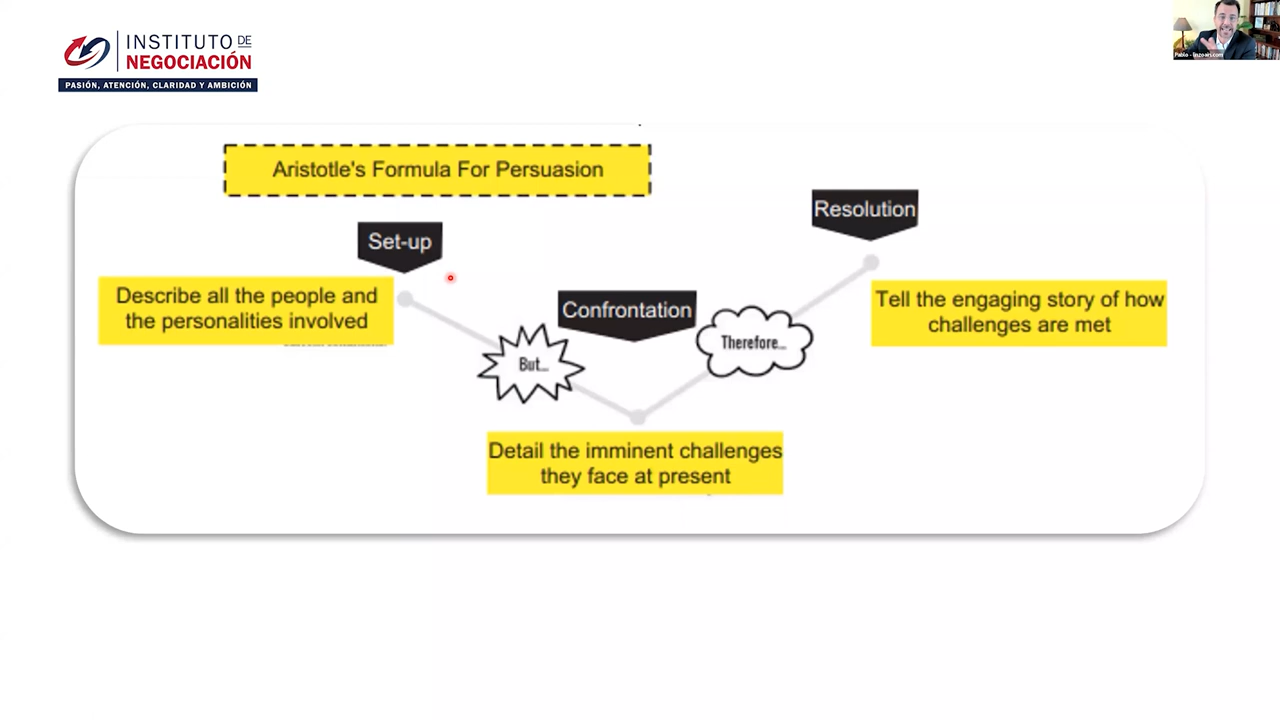 INSTITUTO DE
NEGOCIACIÓN
PASIÓN, ATENCIÓN, CLARIDAD Y AMBICIÓN
Aristotle's Formula For Persuasion
Set-up
Describe all the people and
the personalities involved
But...
Confrontation
Detail the imminent challenges
they face at present
Therefore...
Resolution
Tell the engaging story of how
challenges are met
Pablo -